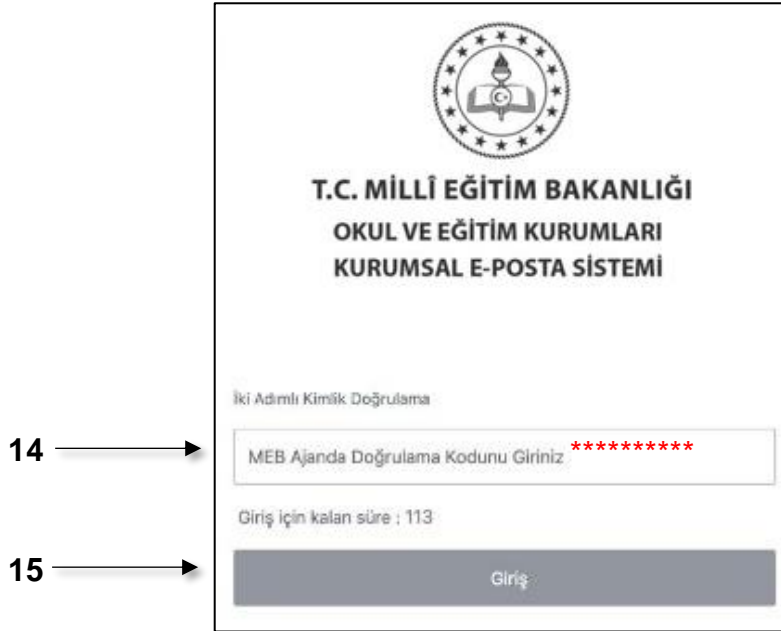 T.C. MİLLÎ EĞİTİM BAKANLIĞI
OKUL VE EĞİTİM KURUMLARI
KURUMSAL E-POSTA SİSTEMİ
İki Adımlı Kimlik Doğrulama
14 MEB Ajanda Doğrulama Kodunu Giriniz **********
Giriş için kalan süre : 113
15 Giriş